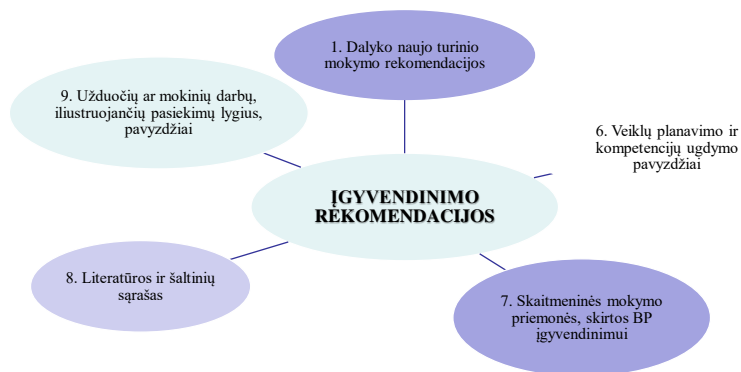 1. Dalyko naujo turinio
mokymo rekomendacijos
9. Užduočių ar mokinių darbų,
iliustruojančių pasiekimų lygius,
pavyzdžiai
6. Veiklų planavimo ir
kompetencijų ugdymo
pavyzdžiai
ĮGYVENDINIMO
REKOMENDACIJOS
8. Literatūros ir šaltinių
sąrašas
7. Skaitmeninės mokymo
priemonės, skirtos BP
įgyvendinimui